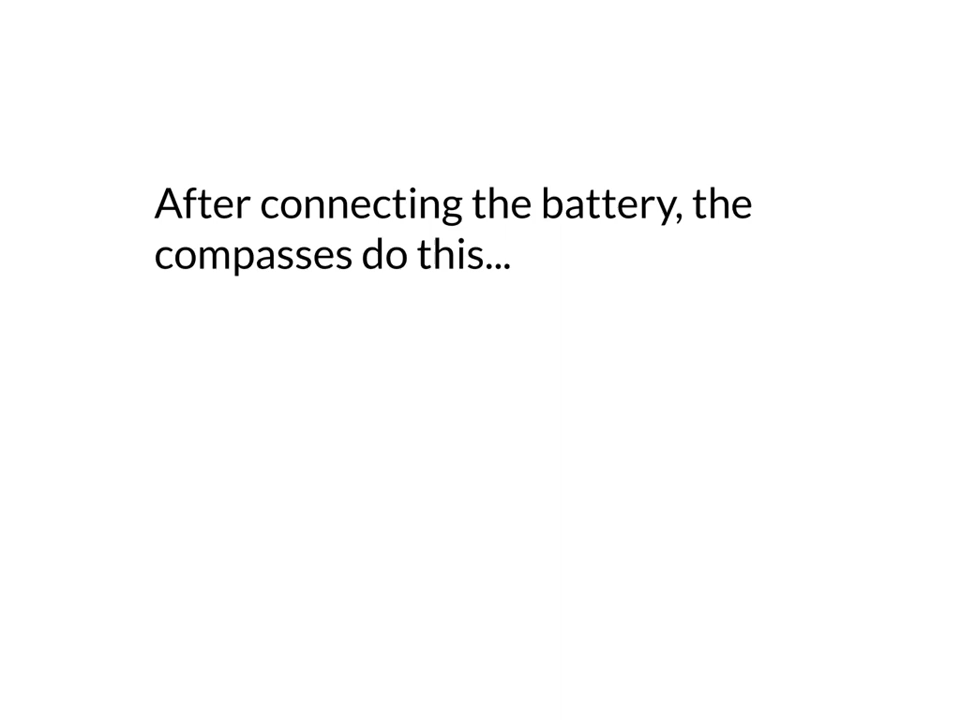 After connecting the battery, the
compasses do this...